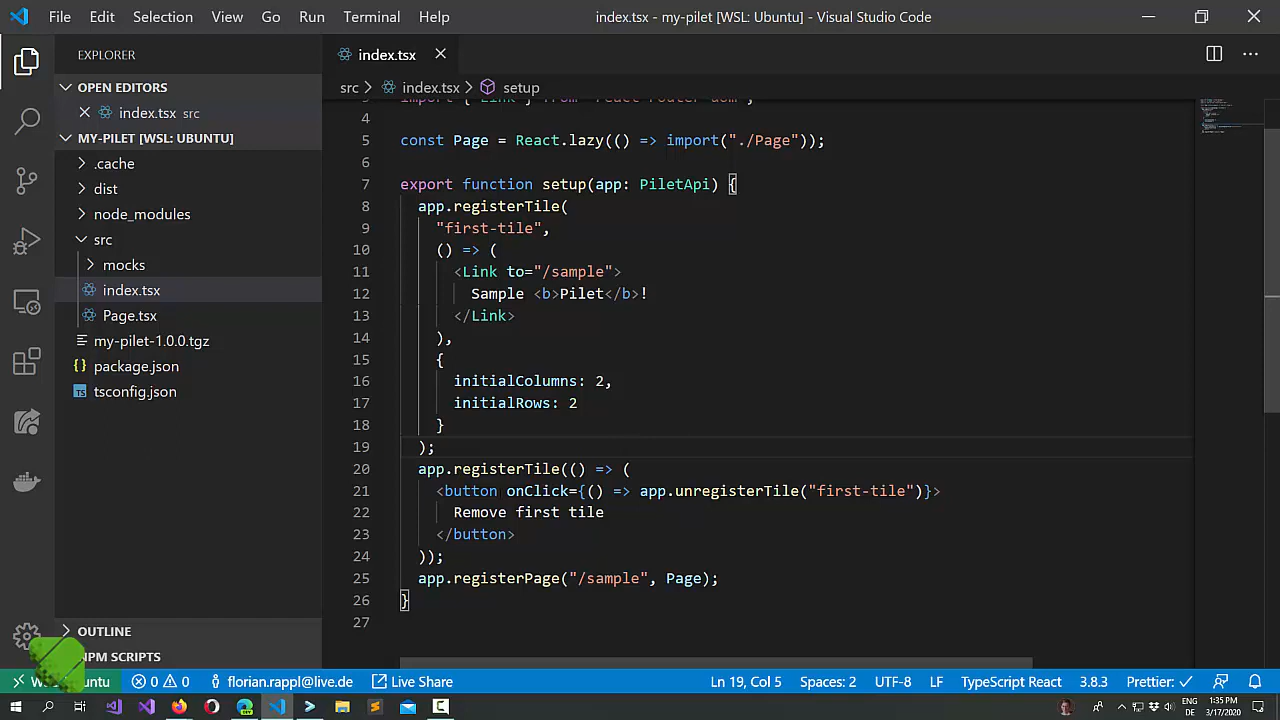 File Edit Selection View Go Run Terminal Help index.tsx - my-pilet [WSL: Ubuntu] - Visual Studio Code
EXPLORER
OPEN EDITORS
index.tsx src
MY-PILET [WSL: UBUNTU]
.cache
dist
node_modules
src
mocks
index.tsx
Page.tsx
my-pilet-1.0.0.tgz
package.json
tsconfig.json
OUTLINE
NPM SCRIPTS
index.tsx
src > index.tsx > setup
import { Link } from "react-router-dom";
4
5 const Page = React.lazy(() => import("./Page"));
6
7 export function setup(app: PiletApi) {
8 app.registerTile(
9 "first-tile",
10 () => (
11 <Link to="/sample">
12 Sample <b>Pilet</b>!
13 </Link>
14 ),
15 {
16 initialColumns: 2,
17 initialRows: 2
18 }
19 );
20 app.registerTile(() => (
21 <button onClick={() => app.unregisterTile("first-tile")}>
22 Remove first tile
23 </button>
24 ));
25 app.registerPage("/sample", Page);
26 }
27
0 0 florian.rappl@live.de Live Share Ln 19, Col 5 Spaces: 2 UTF-8 LF TypeScript React 3.8.3 Prettier: ✓
ENG 1:35 PM
DE 3/17/2020